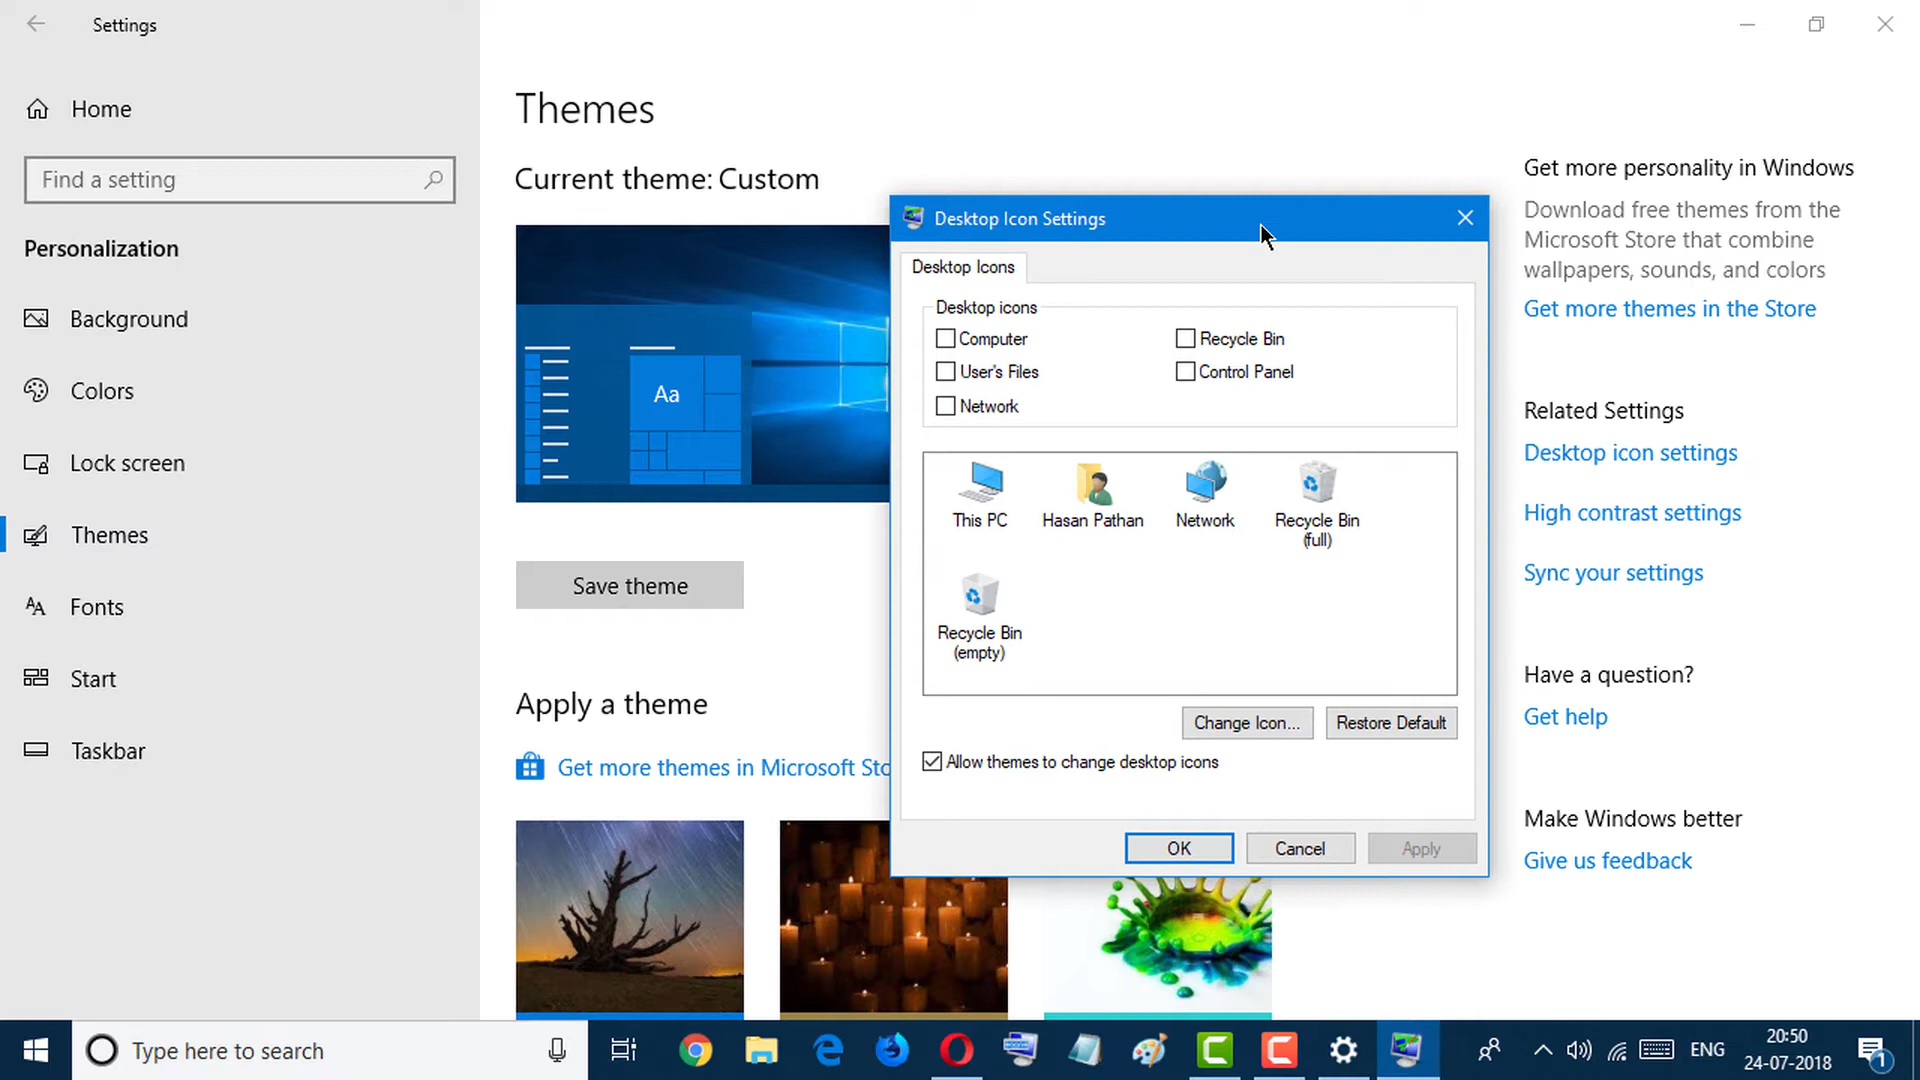 Settings
Home
Find a setting
Personalization
Background
Colors
Lock screen
Themes
Fonts
Start
Taskbar
Themes
Current theme: Custom
Aa
Save theme
Apply a theme
Get more themes in Microsoft Sto
Desktop Icon Settings
Desktop Icons
Desktop icons
Computer
Recycle Bin
User's Files
Control Panel
Network
This PC
Hasan Pathan
Network
Recycle Bin
(full)
Recycle Bin
(empty)
Change Icon...
Restore Default
Allow themes to change desktop icons
OK
Cancel
Apply
Get more personality in Windows
Download free themes from the
Microsoft Store that combine
wallpapers, sounds, and colors
Get more themes in the Store
Related Settings
Desktop icon settings
High contrast settings
Sync your settings
Have a question?
Get help
Make Windows better
Give us feedback
Type here to search
ENG
20:50
24-07-2018
1